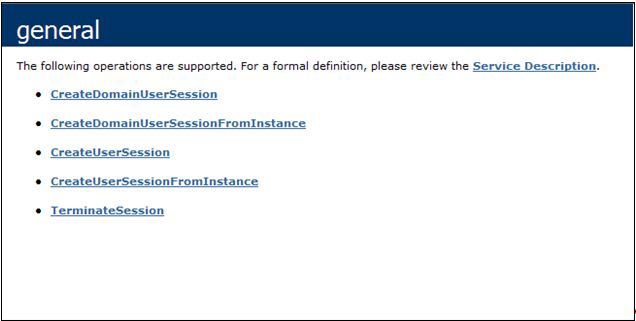 general
The following operations are supported. For a formal definition, please review the Service Description.
CreateDomainUserSession
CreateDomainUserSessionFromInstance
CreateUserSession
CreateUserSessionFromInstance
TerminateSession